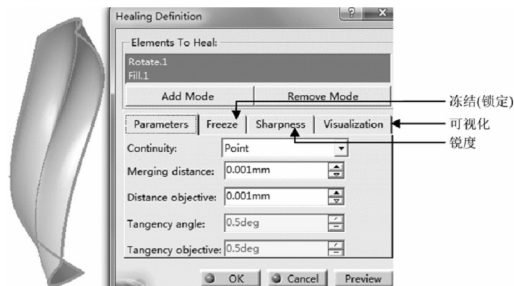 Healing Definition
Elements To Heal:
Rotate.1
Fill.1
Add Mode Remove Mode
Parameters Freeze Sharpness Visualization
Continuity: Point
Merging distance: 0.001mm
Distance objective: 0.001mm
Tangency angle: 0.5deg
Tangency objective: 0.5deg
OK Cancel Preview
冻结(锁定)
可视化
锐度